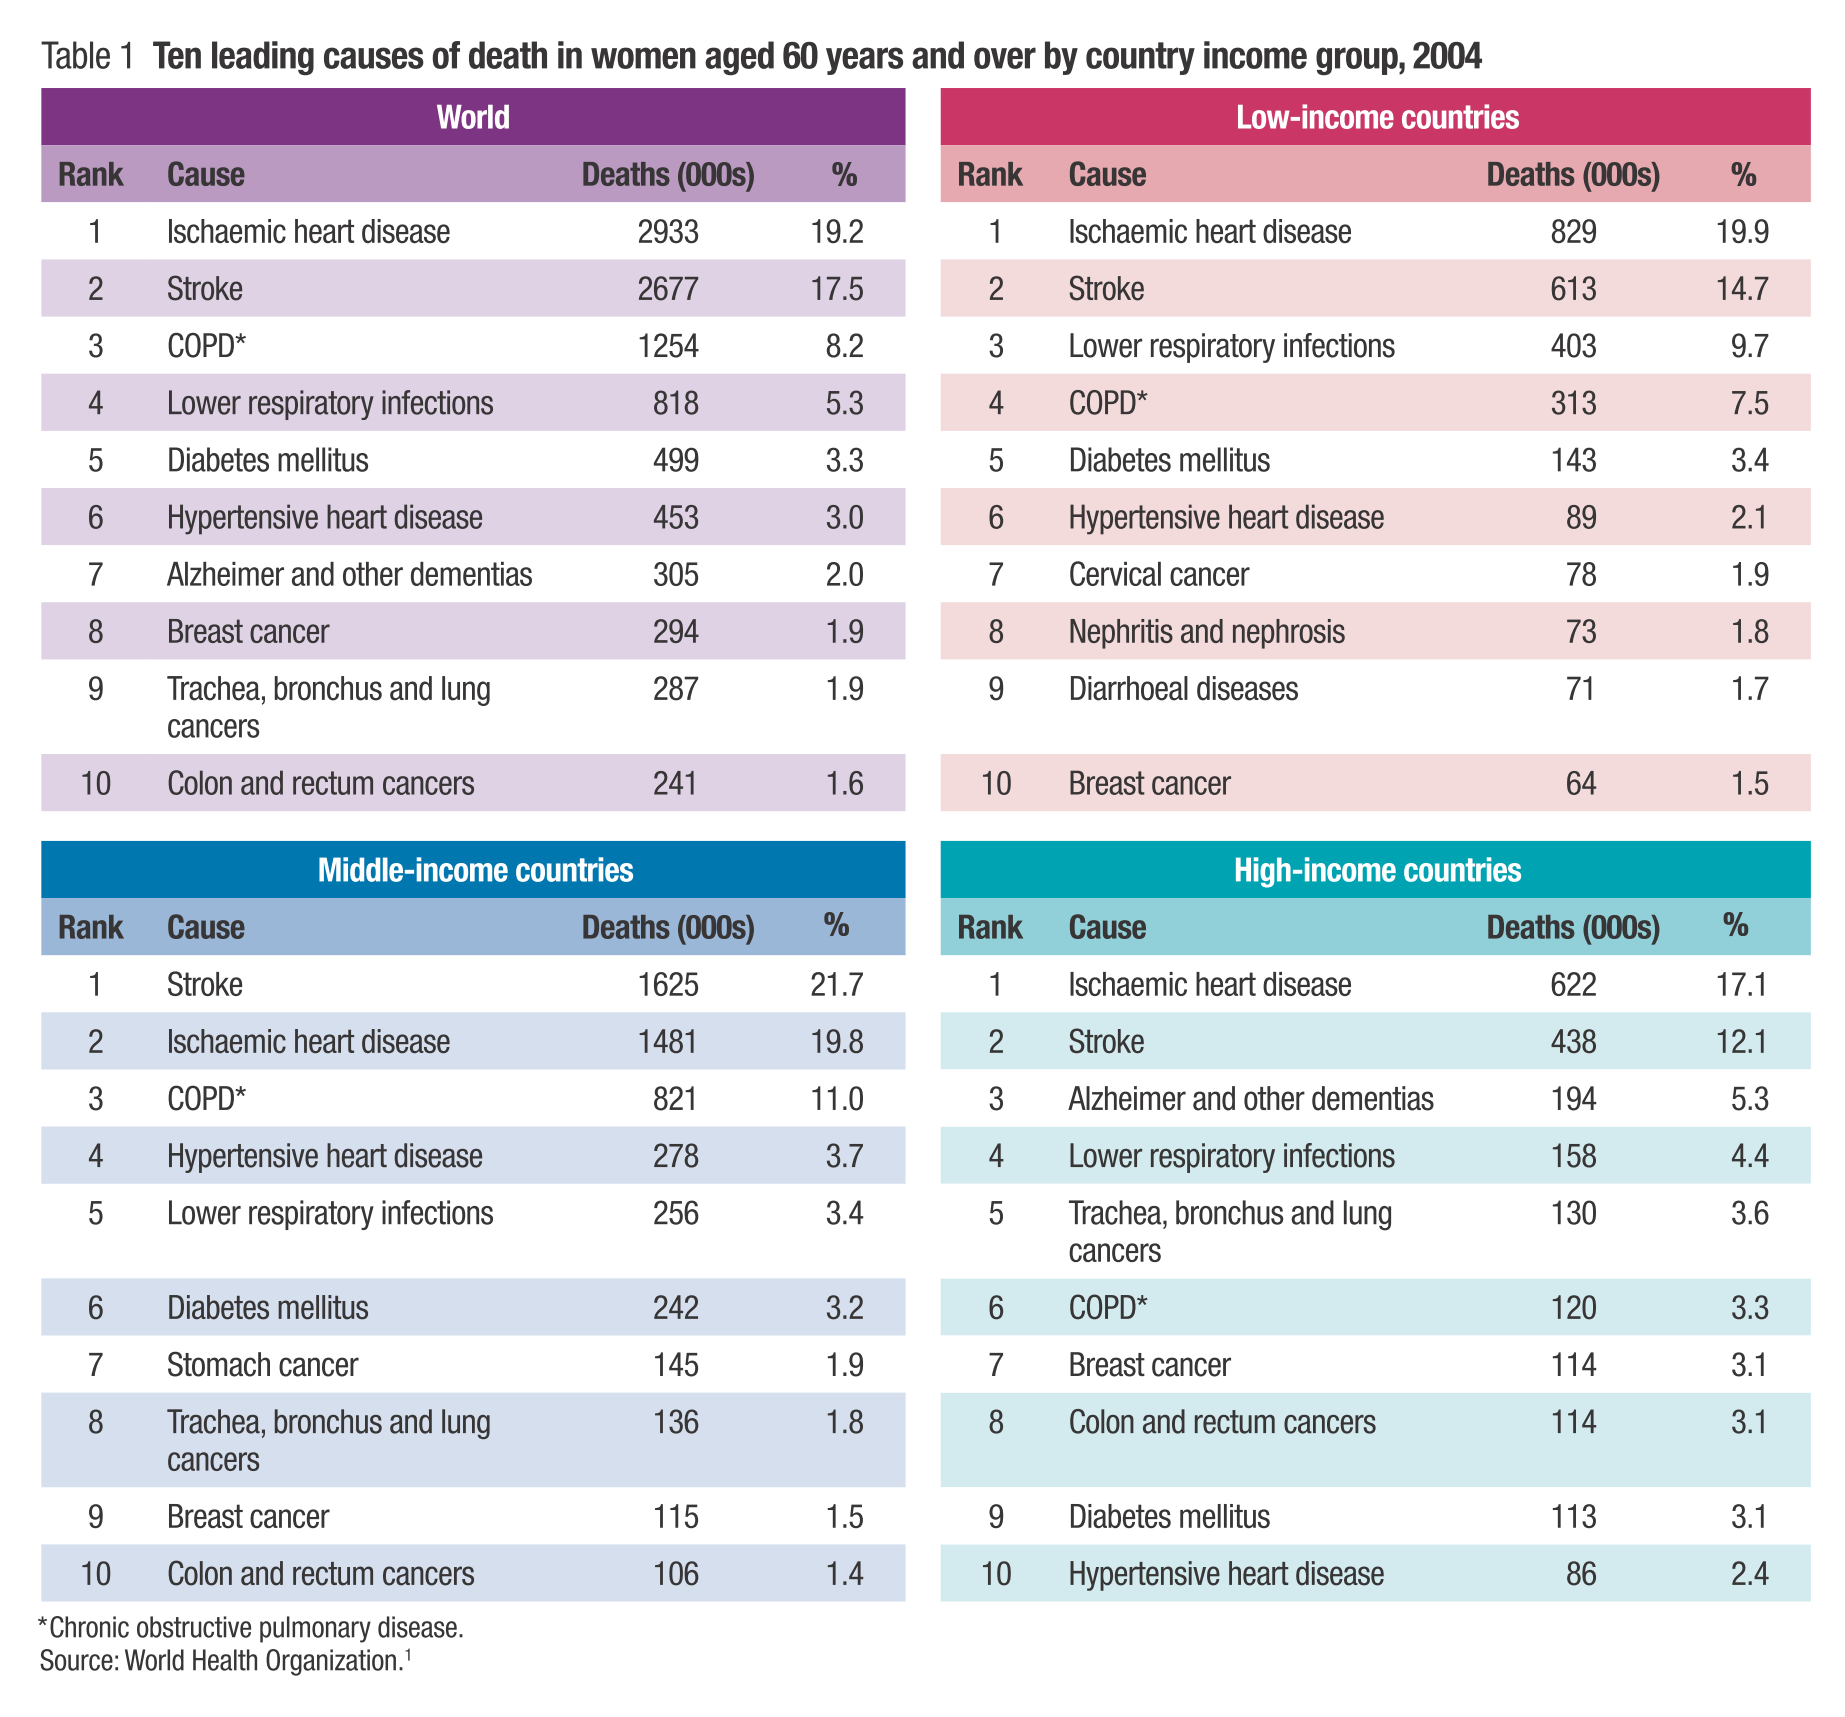 Table 1 Ten leading causes of death in women aged 60 years and over by country income group, 2004
World
Rank Cause Deaths (000s) %
1 Ischaemic heart disease 2933 19.2
2 Stroke 2677 17.5
3 COPD* 1254 8.2
4 Lower respiratory infections 818 5.3
5 Diabetes mellitus 499 3.3
6 Hypertensive heart disease 453 3.0
7 Alzheimer and other dementias 305 2.0
8 Breast cancer 294 1.9
9 Trachea, bronchus and lung 287 1.9
cancers
10 Colon and rectum cancers 241 1.6
Low-income countries
Rank Cause Deaths (000s) %
1 Ischaemic heart disease 829 19.9
2 Stroke 613 14.7
3 Lower respiratory infections 403 9.7
4 COPD* 313 7.5
5 Diabetes mellitus 143 3.4
6 Hypertensive heart disease 89 2.1
7 Cervical cancer 78 1.9
8 Nephritis and nephrosis 73 1.8
9 Diarrhoeal diseases 71 1.7
10 Breast cancer 64 1.5
Middle-income countries
Rank Cause Deaths (000s) %
1 Stroke 1625 21.7
2 Ischaemic heart disease 1481 19.8
3 COPD* 821 11.0
4 Hypertensive heart disease 278 3.7
5 Lower respiratory infections 256 3.4
6 Diabetes mellitus 242 3.2
7 Stomach cancer 145 1.9
8 Trachea, bronchus and lung 136 1.8
cancers
9 Breast cancer 115 1.5
10 Colon and rectum cancers 106 1.4
High-income countries
Rank Cause Deaths (000s) %
1 Ischaemic heart disease 622 17.1
2 Stroke 438 12.1
3 Alzheimer and other dementias 194 5.3
4 Lower respiratory infections 158 4.4
5 Trachea, bronchus and lung 130 3.6
cancers
6 COPD* 120 3.3
7 Breast cancer 114 3.1
8 Colon and rectum cancers 114 3.1
9 Diabetes mellitus 113 3.1
10 Hypertensive heart disease 86 2.4
*Chronic obstructive pulmonary disease.
Source: World Health Organization.¹